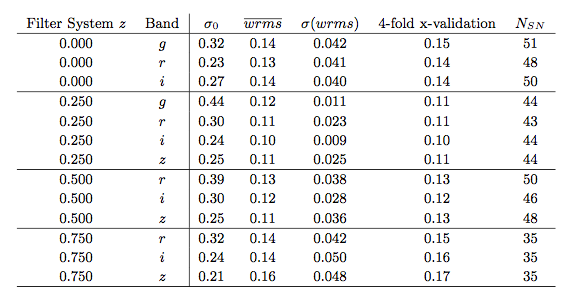 Filter System z Band σ0 wrms σ(wrms) 4-fold x-validation NSN
0.000 g 0.32 0.14 0.042 0.15 51
0.000 r 0.23 0.13 0.041 0.14 48
0.000 i 0.27 0.14 0.040 0.14 50
0.250 g 0.44 0.12 0.011 0.11 44
0.250 r 0.30 0.11 0.023 0.11 43
0.250 i 0.24 0.10 0.009 0.10 44
0.250 z 0.25 0.11 0.025 0.11 44
0.500 r 0.39 0.13 0.038 0.13 50
0.500 i 0.30 0.12 0.028 0.12 46
0.500 z 0.25 0.11 0.036 0.13 48
0.750 r 0.32 0.14 0.042 0.15 35
0.750 i 0.24 0.14 0.050 0.16 35
0.750 z 0.21 0.16 0.048 0.17 35